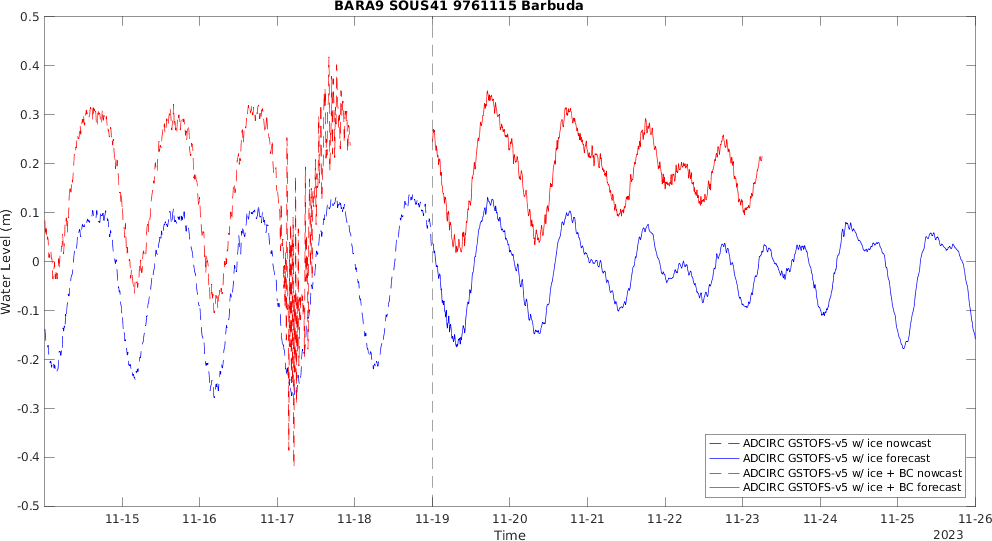 BARA9 SOUS41 9761115 Barbuda
0.5
0.4
0.3
0.2
0.1
0
-0.1
-0.2
-0.3
-0.4
-0.5
Water Level (m)
ADCIRC GSTOFS-v5 w/ ice nowcast
ADCIRC GSTOFS-v5 w/ ice forecast
ADCIRC GSTOFS-v5 w/ ice + BC nowcast
ADCIRC GSTOFS-v5 w/ ice + BC forecast
11-15 11-16 11-17 11-18 11-19 11-20 11-21 11-22 11-23 11-24 11-25 11-26
Time
2023